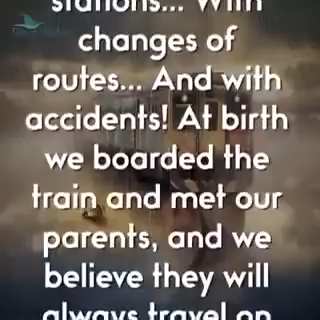 stations... With
changes of
routes... And with
accidents! At birth
we boarded the
train and met our
parents, and we
believe they will
always travel on